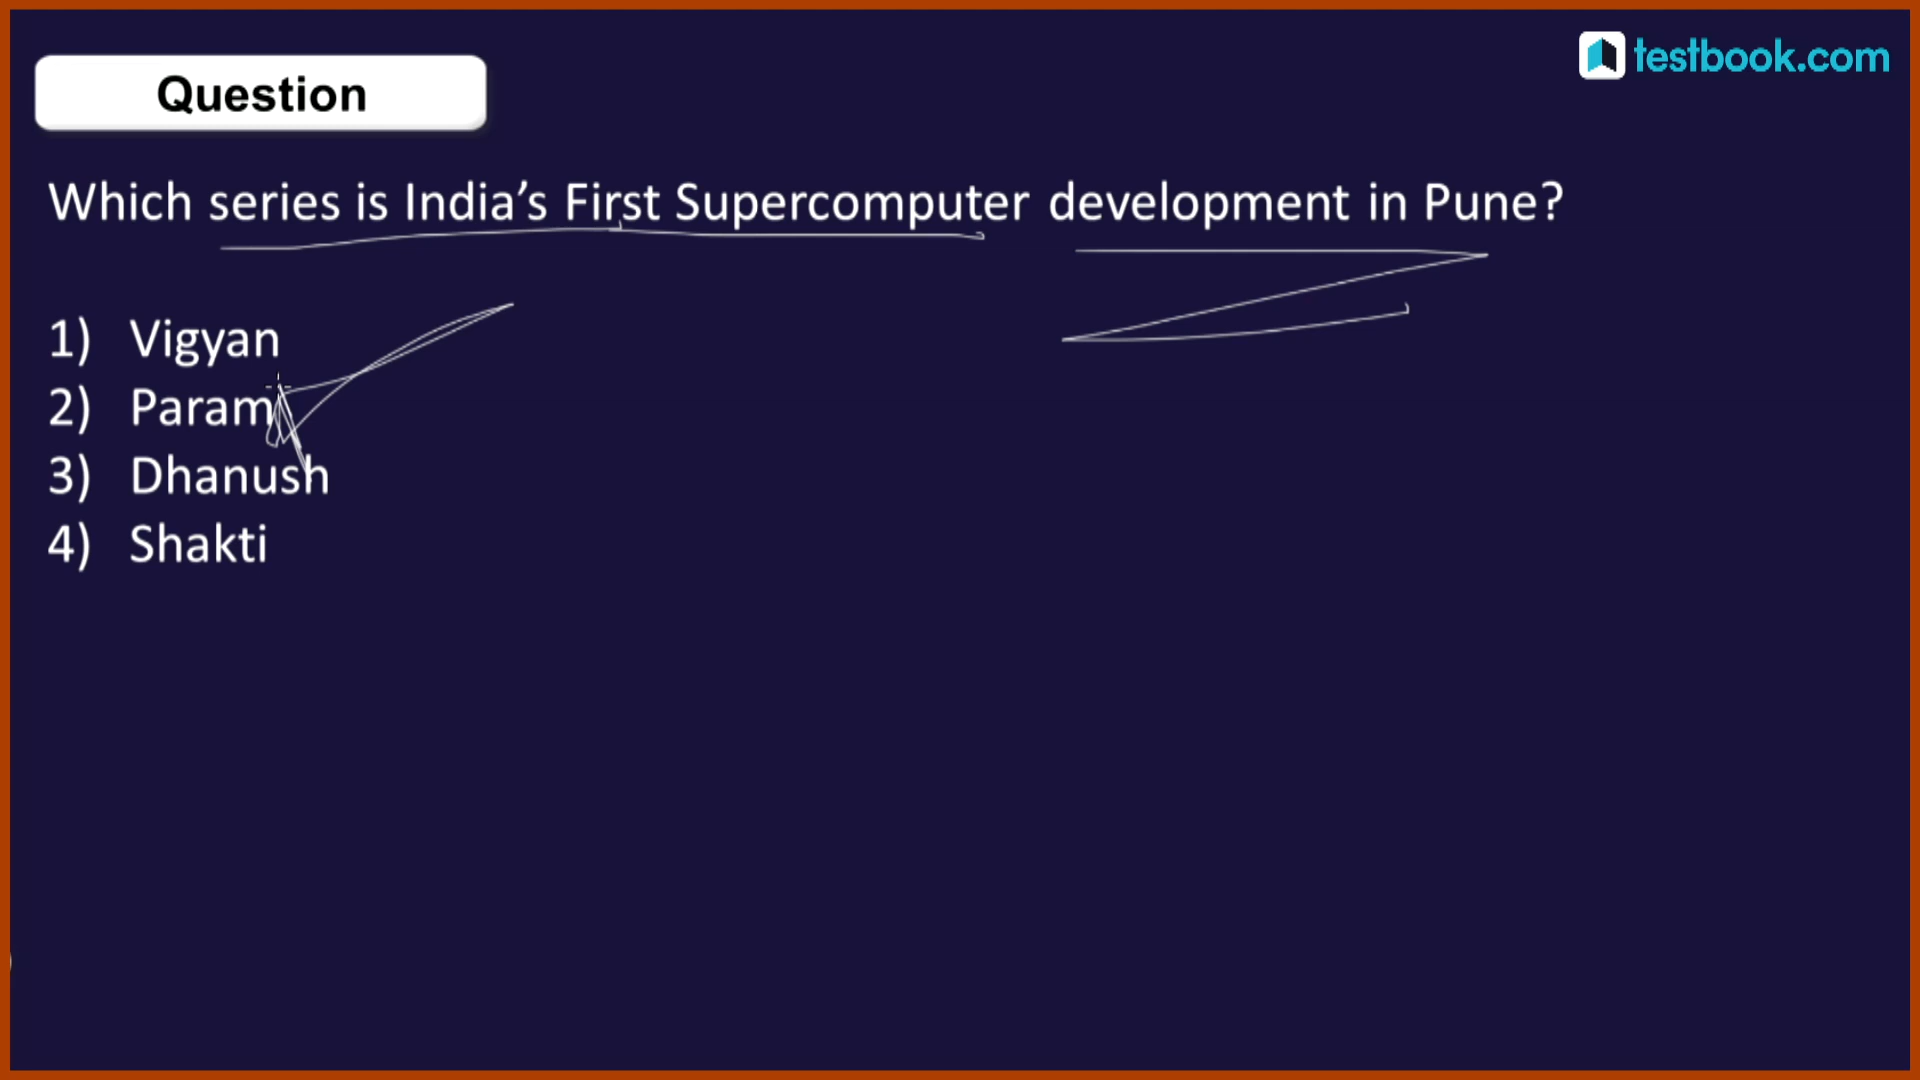 testbook.com
Question
Which series is India’s First Supercomputer development in Pune?
1) Vigyan
2) Param
3) Dhanush
4) Shakti